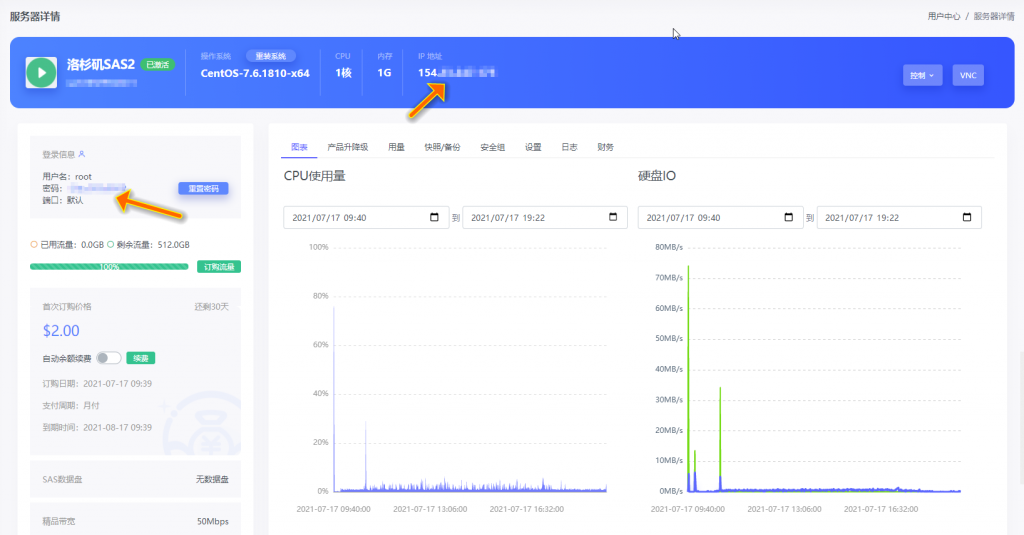 服务器详情
用户中心 / 服务器详情
洛杉矶SAS2 已激活
操作系统 重装系统
CentOS-7.6.1810-x64
CPU
1核
内存
1G
IP 地址
154.
控制
VNC
登录信息
用户名: root
密码:
重置密码
端口: 默认
已用流量: 0.0GB 剩余流量: 512.0GB
100%
订购流量
首次订购价格 还剩30天
$2.00
自动余额续费 续费
订购日期: 2021-07-17 09:39
支付周期: 月付
到期时间: 2021-08-17 09:39
SAS数据盘 无数据盘
精品带宽 50Mbps
图表 产品升降级 用量 快照/备份 安全组 设置 日志 财务
CPU使用量
2021/07/17 09:40 到 2021/07/17 19:22
100%
80%
60%
40%
20%
0%
2021-07-17 09:40:00 2021-07-17 13:06:00 2021-07-17 16:32:00
硬盘IO
2021/07/17 09:40 到 2021/07/17 19:22
80MB/s
70MB/s
60MB/s
50MB/s
40MB/s
30MB/s
20MB/s
10MB/s
0MB/s
2021-07-17 09:40:00 2021-07-17 13:06:00 2021-07-17 16:32:00